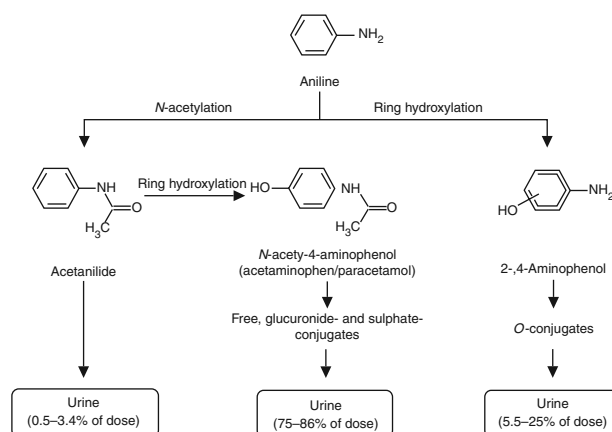 NH2
Aniline
N-acetylation
Ring hydroxylation
NH
O
H3C
Ring hydroxylation
HO
NH
O
H3C
NH2
HO
Acetanilide
N-acety-4-aminophenol
(acetaminophen/paracetamol)
2-,4-Aminophenol
Free, glucuronide- and sulphate-
conjugates
O-conjugates
Urine
(0.5–3.4% of dose)
Urine
(75–86% of dose)
Urine
(5.5–25% of dose)